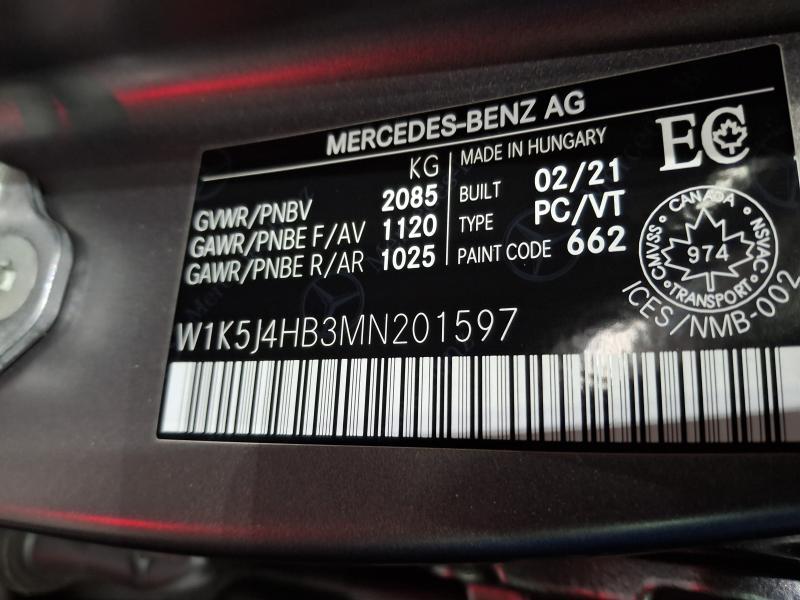 MERCEDES-BENZ AG
KG
GVWR/PNBV 2085
GAWR/PNBE F/AV 1120
GAWR/PNBE R/AR 1025
MADE IN HUNGARY
BUILT 02/21
TYPE PC/VT
PAINT CODE 662
EC
CANADA
CMVSS/NSVAC
974
TRANSPORT
ICES/NMB-002
W1K5J4HB3MN201597